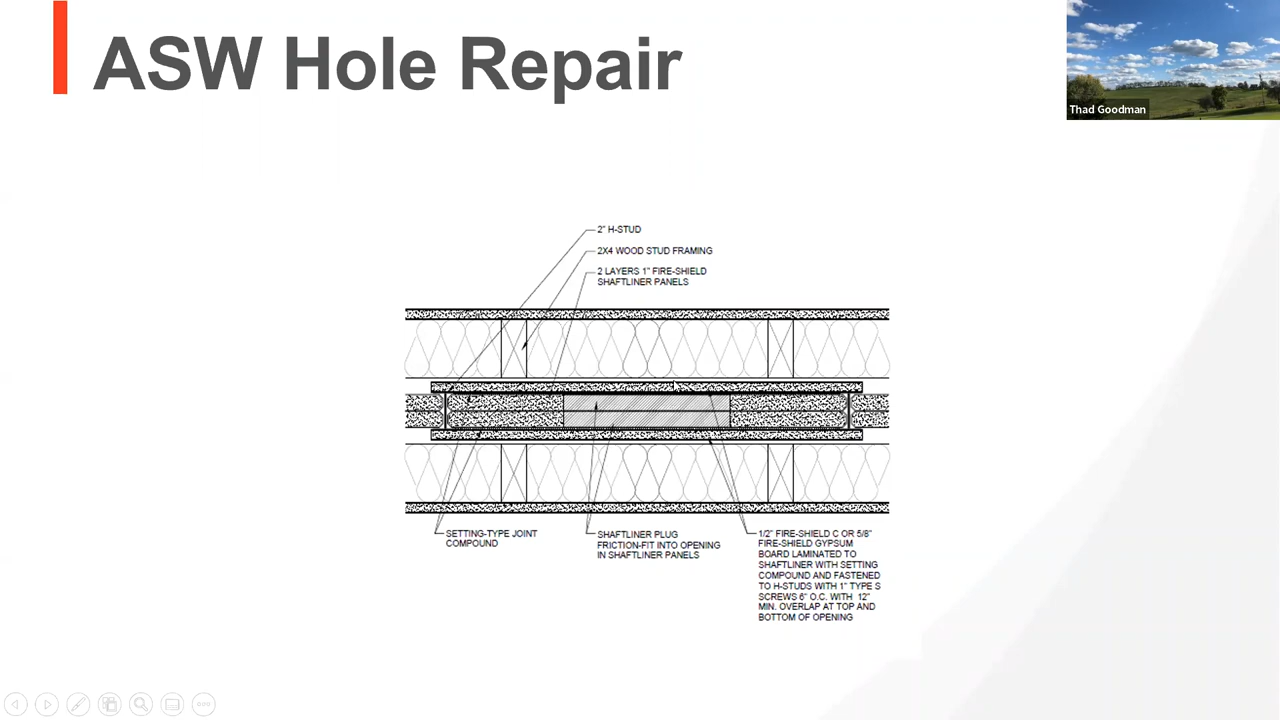 ASW Hole Repair
Thad Goodman
2" H-STUD
2X4 WOOD STUD FRAMING
2 LAYERS 1" FIRE-SHIELD
SHAFTLINER PANELS
SETTING-TYPE JOINT
COMPOUND
SHAFTLINER PLUG
FRICTION-FIT INTO OPENING
IN SHAFTLINER PANELS
1/2" FIRE-SHIELD C OR 5/8"
FIRE-SHIELD GYPSUM
BOARD LAMINATED TO
SHAFTLINER WITH SETTING
COMPOUND AND FASTENED
TO H-STUDS WITH 1" TYPE S
SCREWS 6" O.C. WITH 12"
MIN. OVERLAP AT TOP AND
BOTTOM OF OPENING